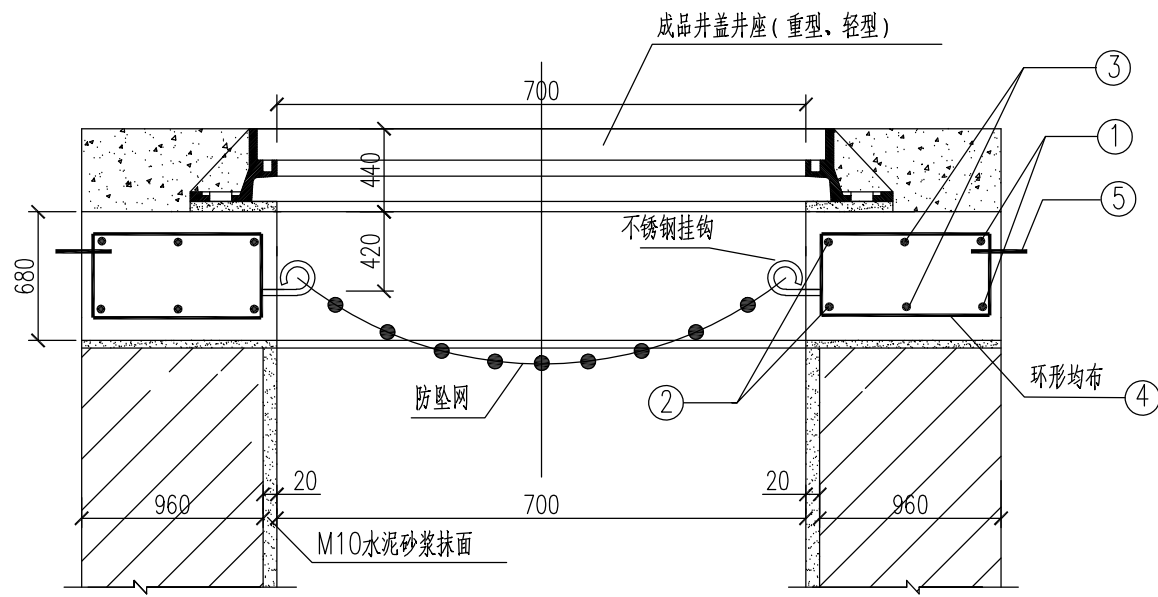 成品井盖井座(重型、轻型)
③
700
①
440
⑤
不锈钢挂钩
420
680
环形均布
防坠网
②
④
20
20
960
700
960
M10水泥砂浆抹面